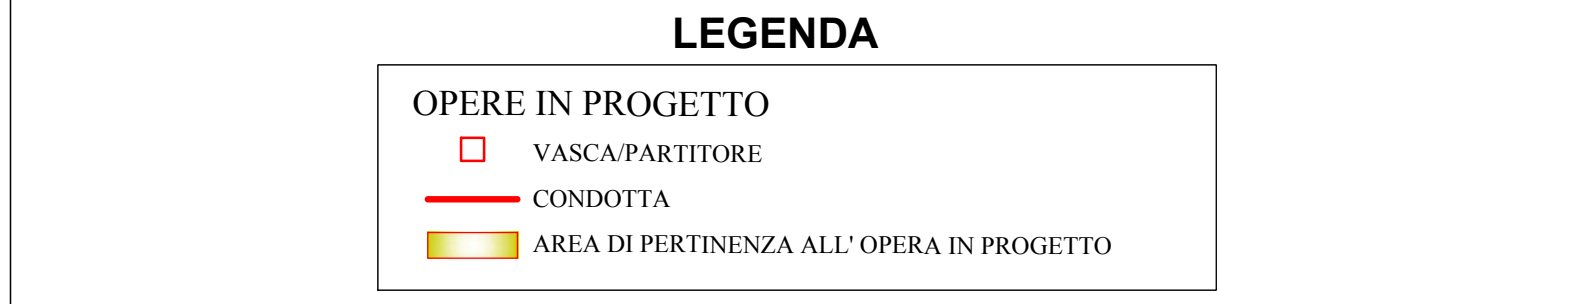 LEGENDA
OPERE IN PROGETTO
VASCA/PARTITORE
CONDOTTA
AREA DI PERTINENZA ALL' OPERA IN PROGETTO